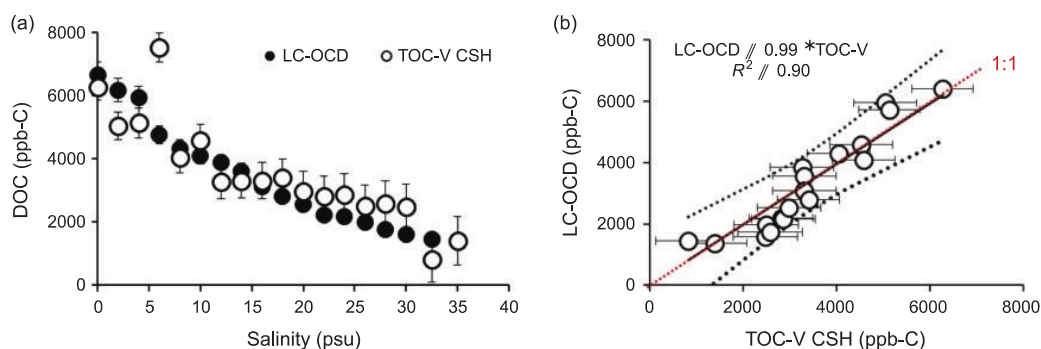 (a)
8000
6000
4000
2000
0
DOC (ppb-C)
LC-OCD
TOC-V CSH
0
5
10
15
20
25
30
35
40
Salinity (psu)
(b)
8000
6000
4000
2000
0
LC-OCD (ppb-C)
LC-OCD // 0.99 *TOC-V
R² // 0.90
1:1
0
2000
4000
6000
8000
TOC-V CSH (ppb-C)